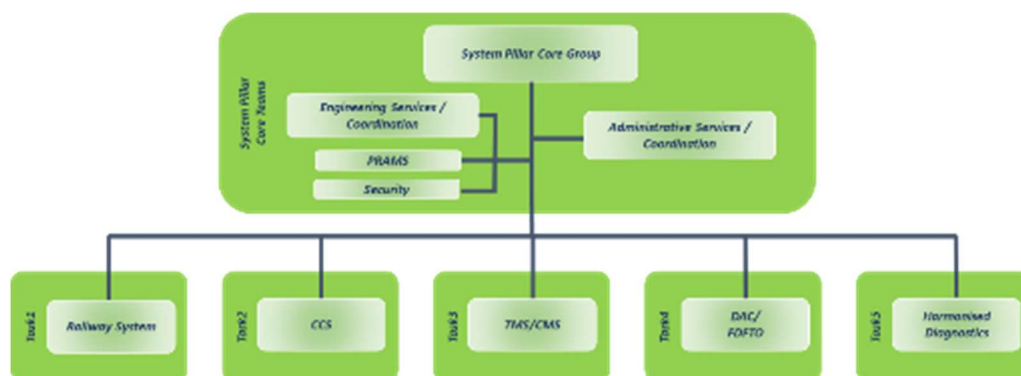 System Pillar Core Group
System Pillar
Core Teams
Engineering Services /
Coordination
Administrative Services /
Coordination
PRAMS
Security
Task1
Railway System
Task2
CCS
Task3
TMS/CMS
Task4
DAC/
FDFTO
Task5
Harmonised
Diagnostics